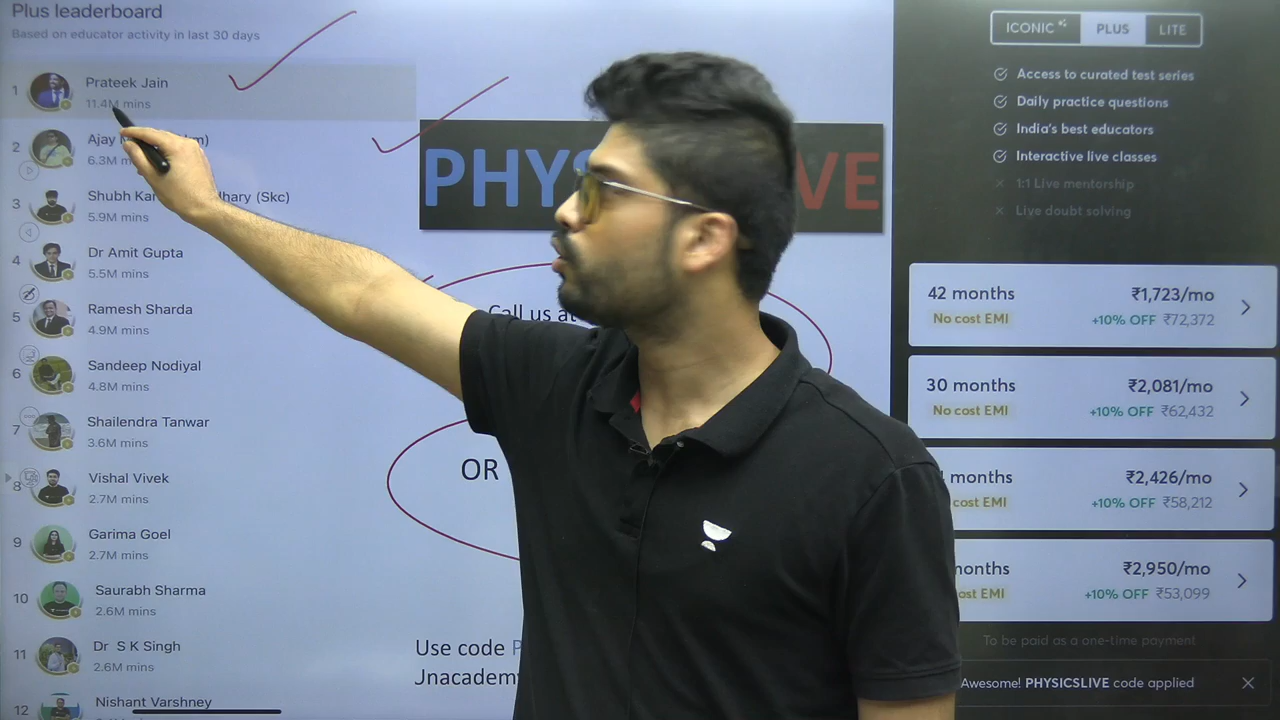 Plus leaderboard
Based on educator activity in last 30 days
1
Prateek Jain
11.4M mins
2
Ajay
6.3M
3
Shubh (Skc)
5.9M mins
4
Dr Amit Gupta
5.5M mins
5
Ramesh Sharda
4.9M mins
6
Sandeep Nodiyal
4.8M mins
7
Shailendra Tanwar
3.6M mins
8
Vishal Vivek
2.7M mins
9
Garima Goel
2.7M mins
10
Saurabh Sharma
2.6M mins
11
Dr S K Singh
2.6M mins
12
Nishant Varshney
Call us at
OR
Use code
ICONIC
PLUS
LITE
Access to curated test series
Daily practice questions
India's best educators
Interactive live classes
1:1 Live mentorship
Live doubt solving
42 months
₹1,723/mo
No cost EMI
+10% OFF ₹72,372
30 months
₹2,081/mo
No cost EMI
+10% OFF ₹62,432
months
₹2,426/mo
cost EMI
+10% OFF ₹58,212
months
₹2,950/mo
EMI
+10% OFF ₹53,099
To be paid as a one-time payment
Awesome! PHYSICSLIVE code applied